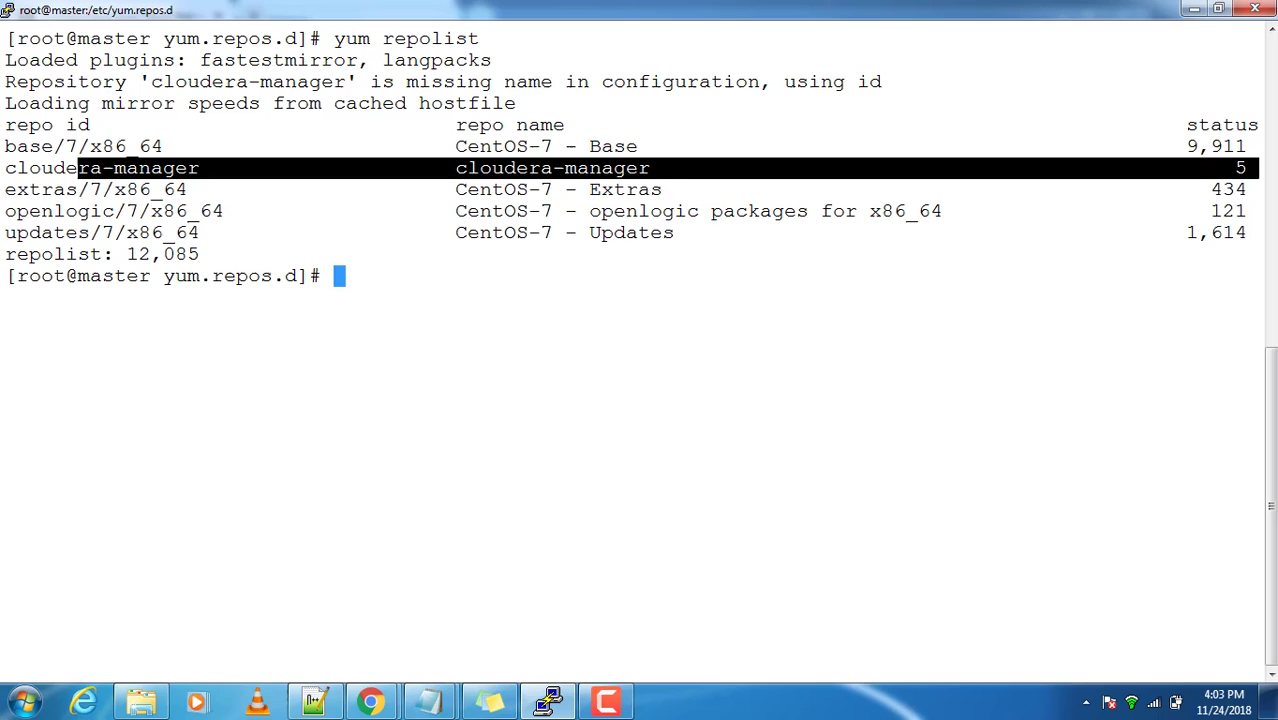 root@master:/etc/yum.repos.d
[root@master yum.repos.d]# yum repolist
Loaded plugins: fastestmirror, langpacks
Repository 'cloudera-manager' is missing name in configuration, using id
Loading mirror speeds from cached hostfile
repo id repo name status
base/7/x86_64 CentOS-7 - Base 9,911
cloudera-manager cloudera-manager 5
extras/7/x86_64 CentOS-7 - Extras 434
openlogic/7/x86_64 CentOS-7 - openlogic packages for x86_64 121
updates/7/x86_64 CentOS-7 - Updates 1,614
repolist: 12,085
[root@master yum.repos.d]#
4:03 PM
11/24/2018